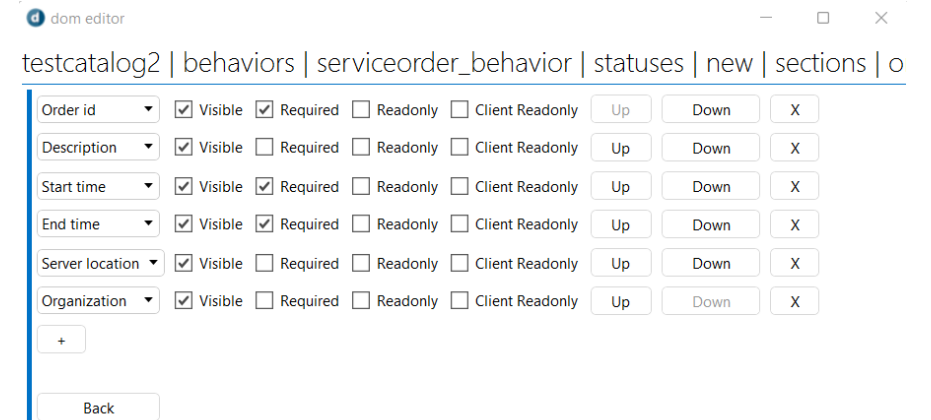 dom editor
testcatalog2 | behaviors | serviceorder_behavior | statuses | new | sections | o
Order id Visible Required Readonly Client Readonly Up Down X
Description Visible Required Readonly Client Readonly Up Down X
Start time Visible Required Readonly Client Readonly Up Down X
End time Visible Required Readonly Client Readonly Up Down X
Server location Visible Required Readonly Client Readonly Up Down X
Organization Visible Required Readonly Client Readonly Up Down X
+
Back